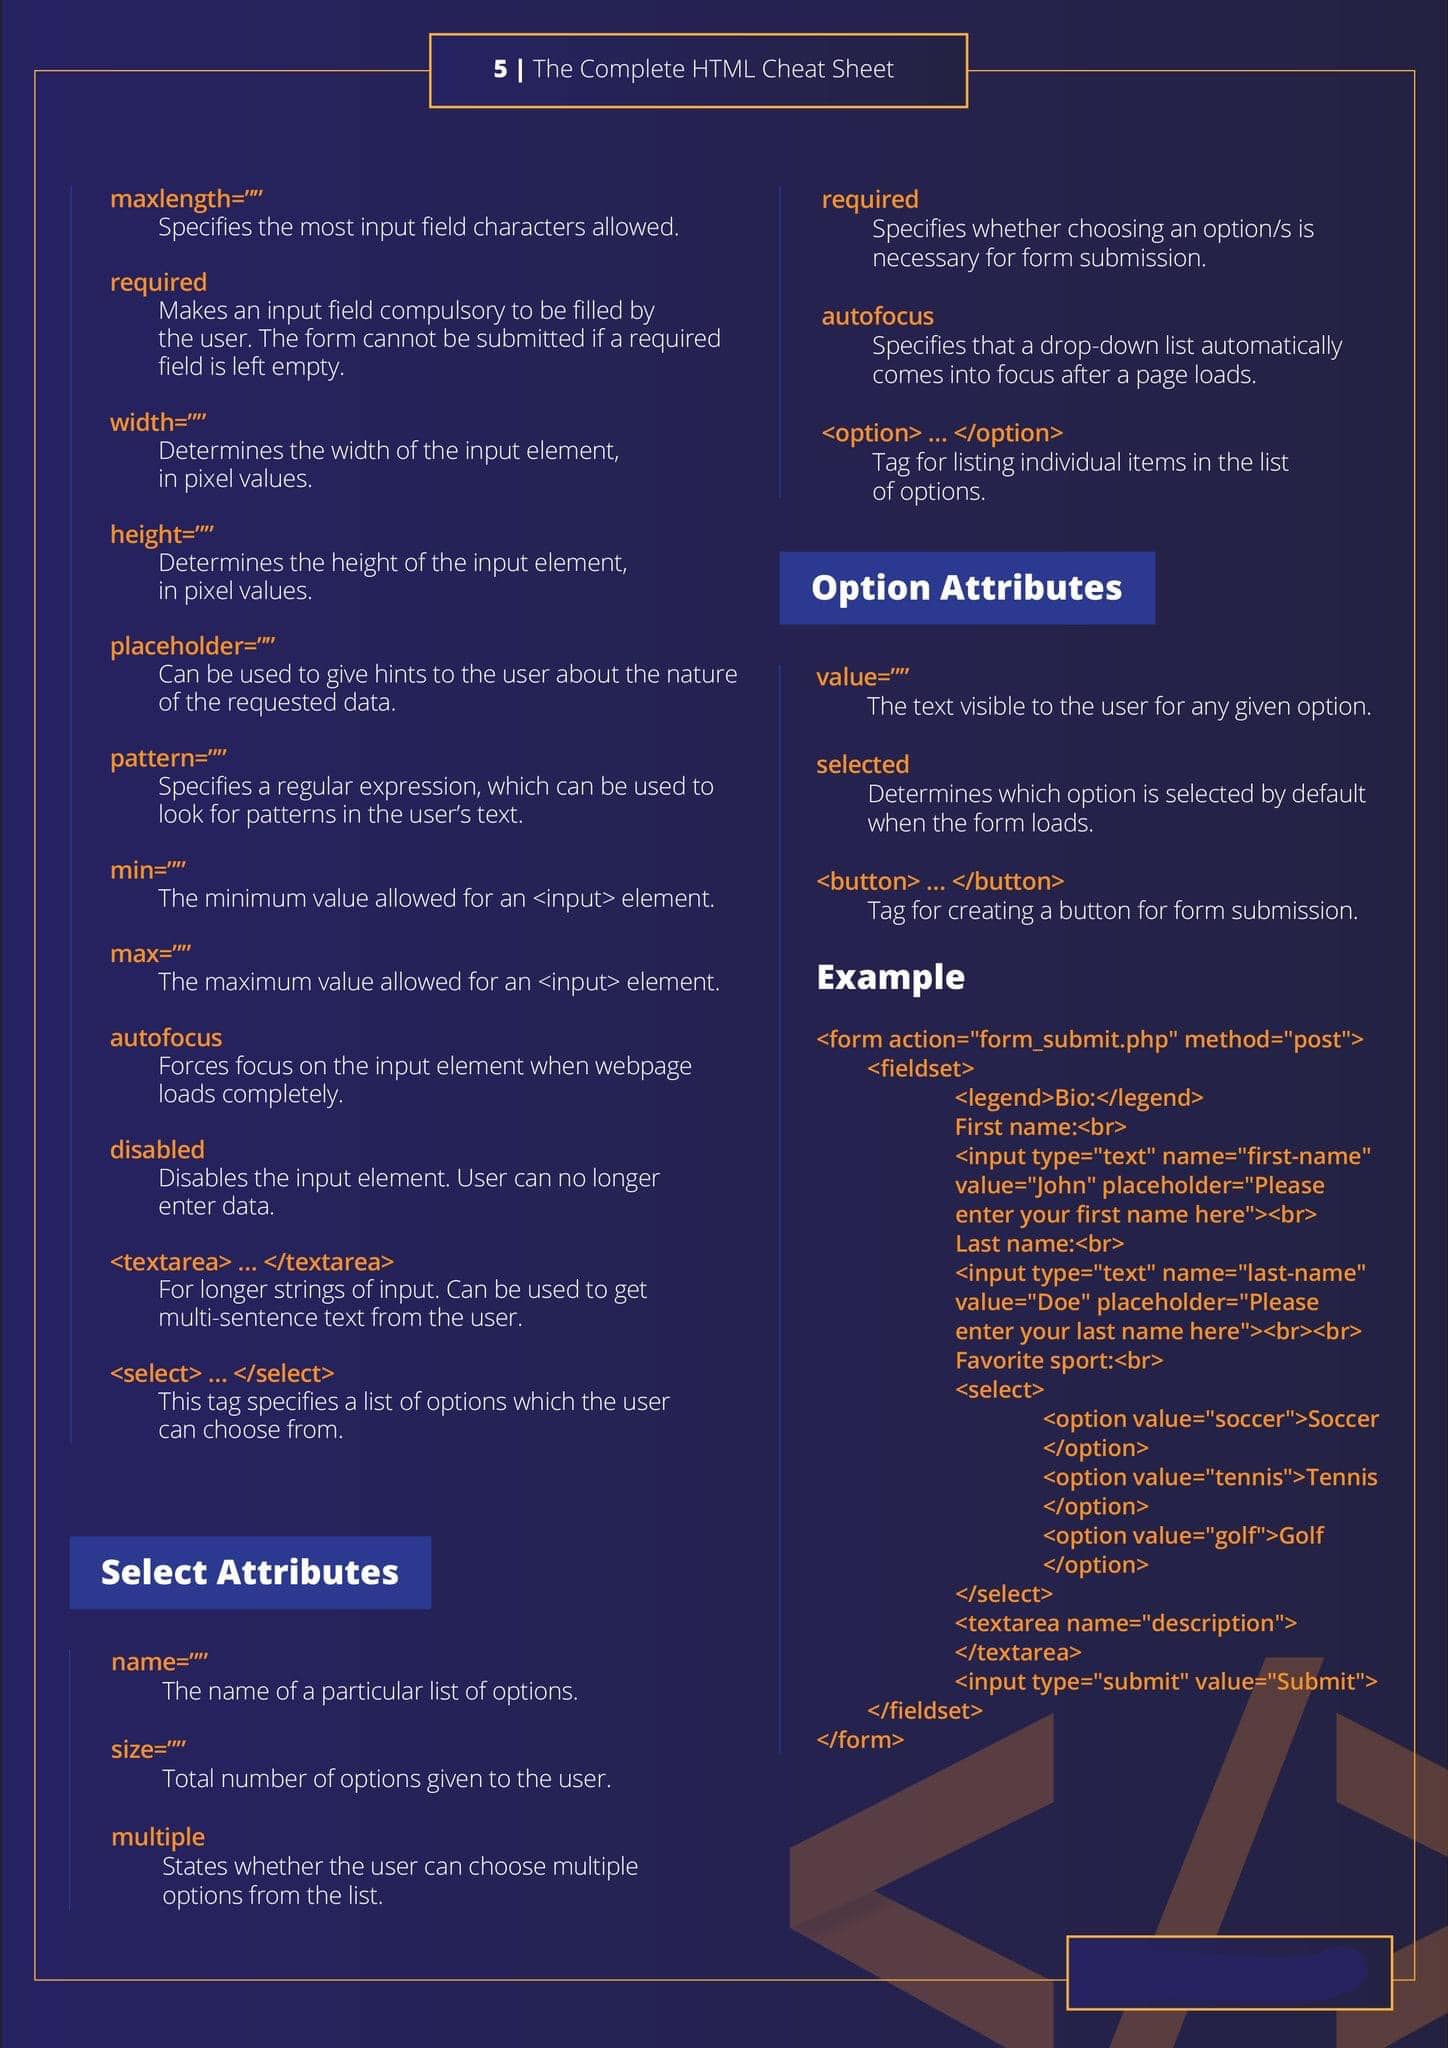 5 | The Complete HTML Cheat Sheet
maxlength=””
Specifies the most input field characters allowed.
required
Makes an input field compulsory to be filled by
the user. The form cannot be submitted if a required
field is left empty.
width=””
Determines the width of the input element,
in pixel values.
height=””
Determines the height of the input element,
in pixel values.
placeholder=””
Can be used to give hints to the user about the nature
of the requested data.
pattern=””
Specifies a regular expression, which can be used to
look for patterns in the user’s text.
min=””
The minimum value allowed for an <input> element.
max=””
The maximum value allowed for an <input> element.
autofocus
Forces focus on the input element when webpage
loads completely.
disabled
Disables the input element. User can no longer
enter data.
<textarea> ... </textarea>
For longer strings of input. Can be used to get
multi-sentence text from the user.
<select> ... </select>
This tag specifies a list of options which the user
can choose from.
Select Attributes
name=””
The name of a particular list of options.
size=””
Total number of options given to the user.
multiple
States whether the user can choose multiple
options from the list.
required
Specifies whether choosing an option/s is
necessary for form submission.
autofocus
Specifies that a drop-down list automatically
comes into focus after a page loads.
<option> ... </option>
Tag for listing individual items in the list
of options.
Option Attributes
value=””
The text visible to the user for any given option.
selected
Determines which option is selected by default
when the form loads.
<button> ... </button>
Tag for creating a button for form submission.
Example
<form action="form_submit.php" method="post">
<fieldset>
<legend>Bio:</legend>
First name:<br>
<input type="text" name="first-name"
value="John" placeholder="Please
enter your first name here"><br>
Last name:<br>
<input type="text" name="last-name"
value="Doe" placeholder="Please
enter your last name here"><br><br>
Favorite sport:<br>
<select>
<option value="soccer">Soccer
</option>
<option value="tennis">Tennis
</option>
<option value="golf">Golf
</option>
</select>
<textarea name="description">
</textarea>
<input type="submit" value="Submit">
</fieldset>
</form>